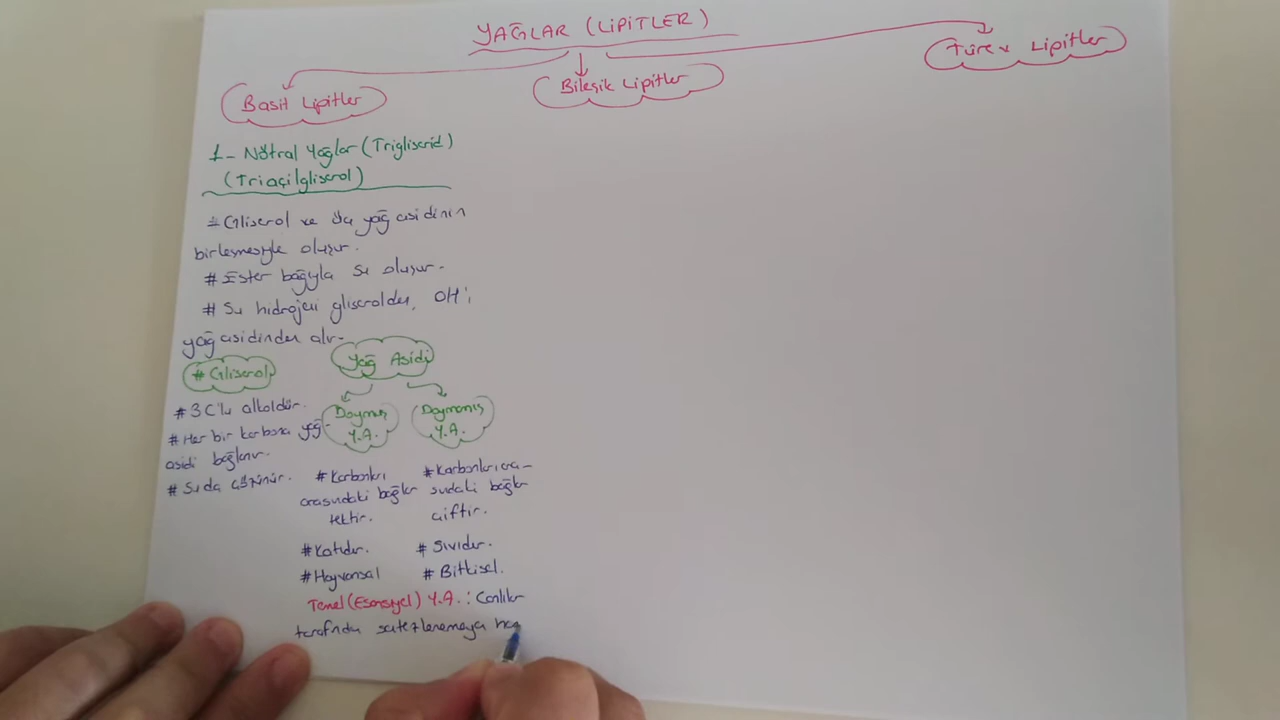 YAĞLAR (LİPİTLER)
Basit Lipitler
Bileşik Lipitler
Türev Lipitler
1- Nötral Yağlar (Trigliserid)
(Triaçilgliserol)
Gliserol ve üç yağ asidinin
birleşmesiyle oluşur.
# Ester bağıyla su oluşur.
# Su hidrojeni gliserolden, OH'ı
yağ asidinden alır.
# Gliserol
# 3 C'lu alkoldür.
# Her bir karbona yağ
asidi bağlanır.
# Suda çözünür.
Yağ Asidi
Doymuş
Y.A.
Doymamış
Y.A.
# Karbonları
arasındaki bağlar
tektir.
# Katıdır.
# Hayvansal
# Karbonları ara-
sındaki bağlar
çiftir.
# Sıvıdır.
# Bitkisel.
Temel (Esansiyel) Y.A. : Canlılar
tarafında sentezlenemeyen